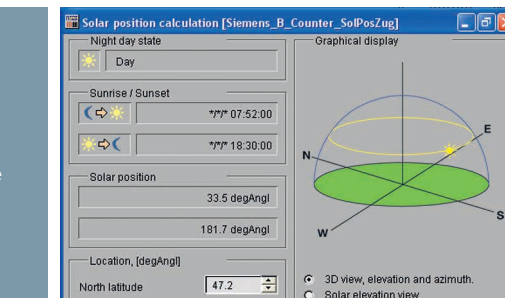 Solar position calculation [Siemens_B_Counter_SolPosZug]
Night day state
Day
Sunrise / Sunset
*/*/* 07:52:00
*/*/* 18:30:00
Solar position
33.5 degAngl
181.7 degAngl
Location, [degAngl]
North latitude 47.2
Graphical display
E
N
S
W
3D view, elevation and azimuth.
Solar elevation view